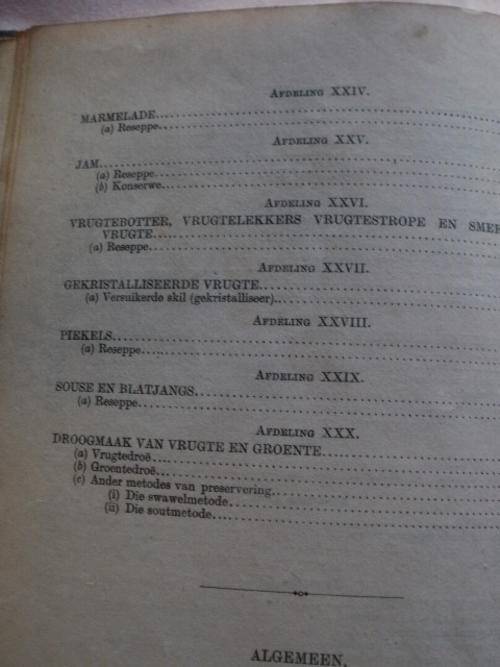 AFDELING XXIV.
MARMELADE
(a) Reseppe
AFDELING XXV.
JAM
(a) Reseppe
(b) Konserwe
AFDELING XXVI.
VRUGTEBOTTER, VRUGTELEKKERS VRUGTESTROPE EN
VRUGTE
(a) Reseppe
AFDELING XXVII.
GEKRISTALLISEERDE VRUGTE
(a) Versuikerde skil (gekristalliseer)
AFDELING XXVIII.
PIEKELS
(a) Reseppe
AFDELING XXIX.
SOUSE EN BLATJANGS
(a) Reseppe
AFDELING XXX.
DROOGMAAK VAN VRUGTE EN GROENTE
(a) Vrugtedroë
(b) Groentedroë
(c) Ander metodes van preservering
(i) Die swawelmetode
(ii) Die soutmetode
ALGEMEEN.